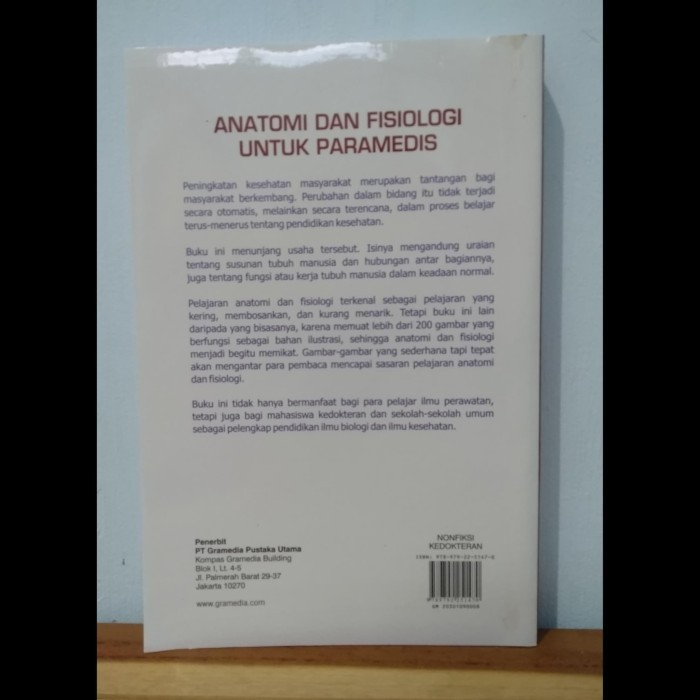 ANATOMI DAN FISIOLOGI
UNTUK PARAMEDIS
Peningkatan kesehatan masyarakat merupakan tantangan bagi
masyarakat berkembang. Perubahan dalam bidang itu tidak terjadi
secara otomatis, melainkan secara terencana, dalam proses belajar
terus-menerus tentang pendidikan kesehatan.
Buku ini menunjang usaha tersebut. Isinya mengandung uraian
tentang susunan tubuh manusia dan hubungan antar bagiannya,
juga tentang fungsi atau kerja tubuh manusia dalam keadaan normal.
Pelajaran anatomi dan fisiologi terkenal sebagai pelajaran yang
kering, membosankan, dan kurang menarik. Tetapi buku ini lain
daripada yang bisasanya, karena memuat lebih dari 200 gambar yang
berfungsi sebagai bahan ilustrasi, sehingga anatomi dan fisiologi
menjadi begitu memikat. Gambar-gambar yang sederhana tapi tepat
akan mengantar para pembaca mencapai sasaran pelajaran anatomi
dan fisiologi.
Buku ini tidak hanya bermanfaat bagi para pelajar ilmu perawatan,
tetapi juga bagi mahasiswa kedokteran dan sekolah-sekolah umum
sebagai pelengkap pendidikan ilmu biologi dan ilmu kesehatan.
Penerbit
PT Gramedia Pustaka Utama
Kompas Gramedia Building
Blok I, Lt. 4-5
Jl. Palmerah Barat 29-37
Jakarta 10270
www.gramedia.com
NONFIKSI
KEDOKTERAN
ISBN: